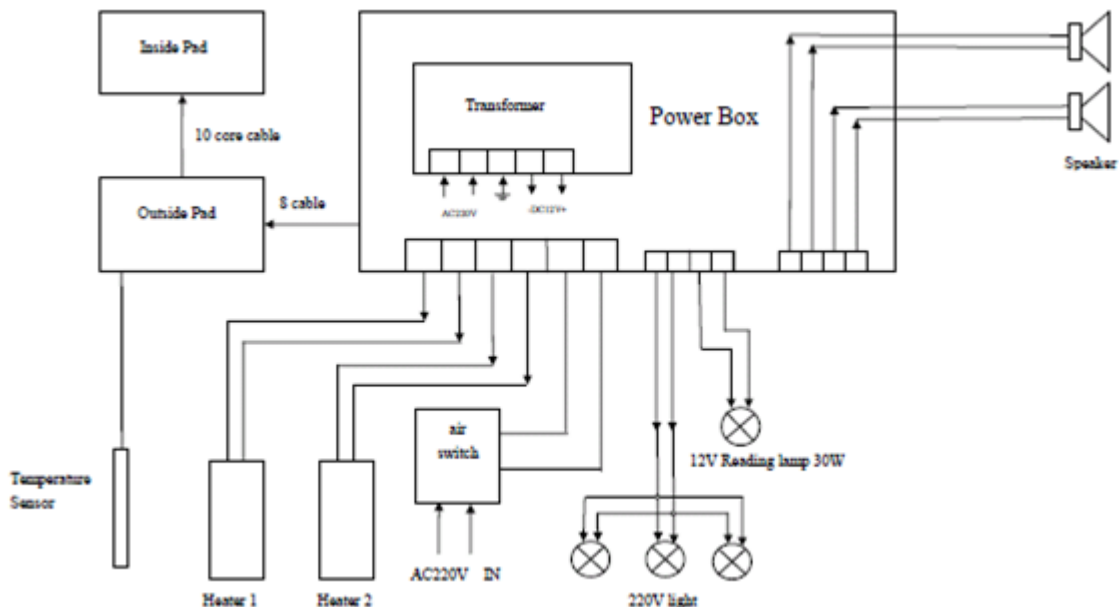 Inside Pad
Transformer
Power Box
10 core cable
Speaker
Outside Pad
8 cable
AC220V
-DC12V+
air
switch
12V Reading lamp 30W
Temperature
Sensor
AC220V IN
Heater 1
Heater 2
220V light